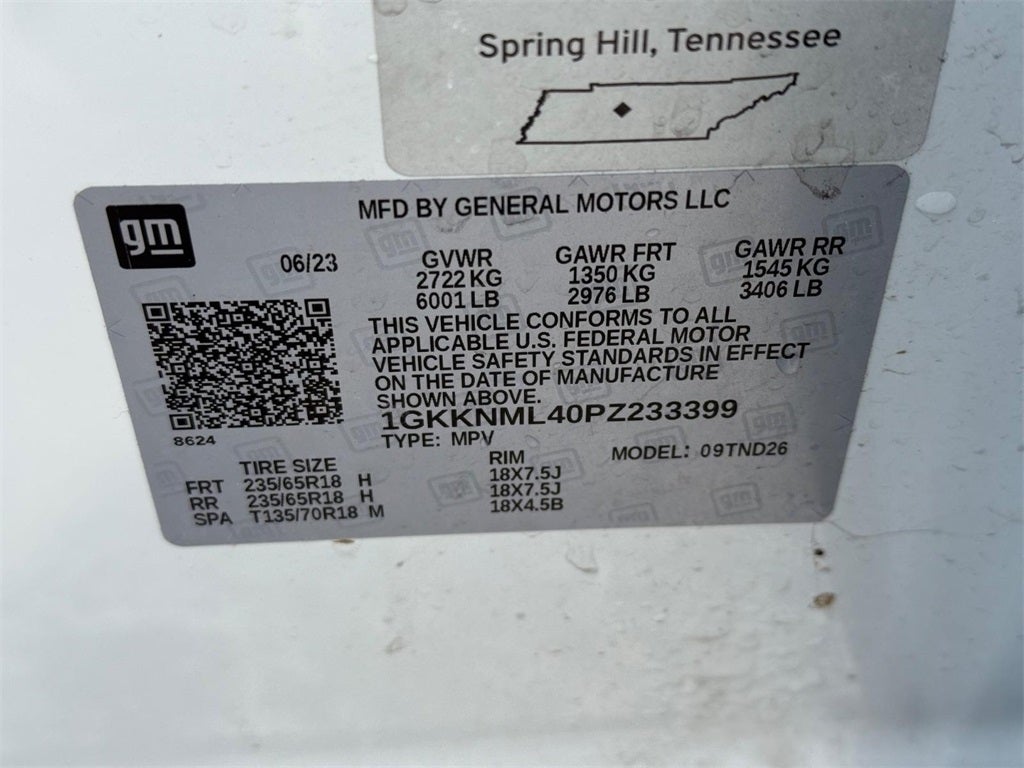 Spring Hill, Tennessee
gm
MFD BY GENERAL MOTORS LLC
06/23
GVWR GAWR FRT GAWR RR
2722 KG 1350 KG 1545 KG
6001 LB 2976 LB 3406 LB
THIS VEHICLE CONFORMS TO ALL
APPLICABLE U.S. FEDERAL MOTOR
VEHICLE SAFETY STANDARDS IN EFFECT
ON THE DATE OF MANUFACTURE
SHOWN ABOVE.
1GKKNML40PZ233399
8624
TYPE: MPV MODEL: 09TND26
TIRE SIZE RIM
FRT 235/65R18 H 18X7.5J
RR 235/65R18 H 18X7.5J
SPA T135/70R18 M 18X4.5B